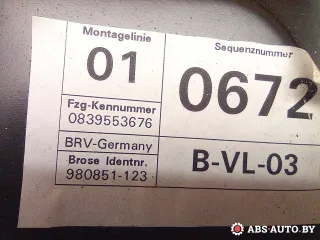 Montagelinie
01
Sequenznummer
0672
Fzg-Kennummer
0839553676
BRV-Germany
Brose Identnr.
980851-123
B-VL-03
ABS-AUTO.BY